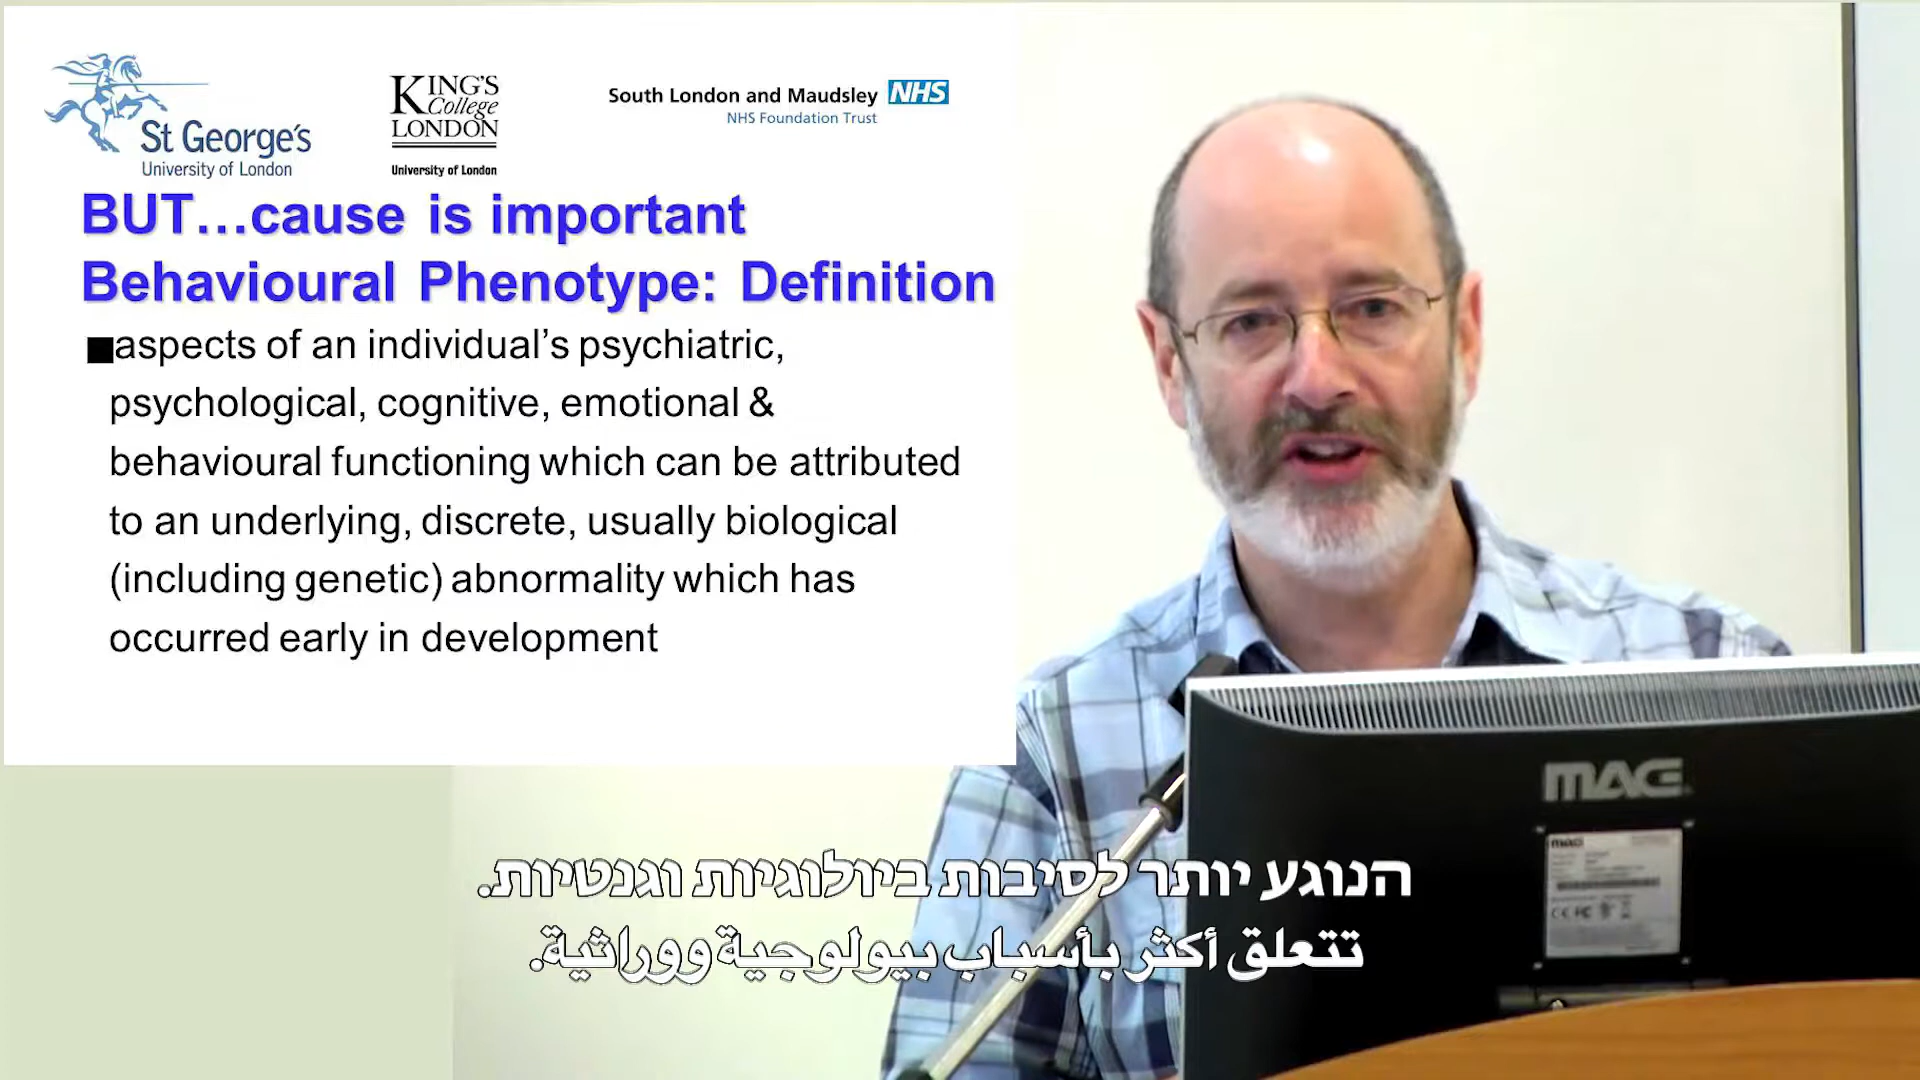 St George's
University of London
KING'S
College
LONDON
University of London
South London and Maudsley NHS
NHS Foundation Trust
BUT…cause is important
Behavioural Phenotype: Definition
aspects of an individual’s psychiatric,
psychological, cognitive, emotional &
behavioural functioning which can be attributed
to an underlying, discrete, usually biological
(including genetic) abnormality which has
occurred early in development
MAG
MAG
CE FC
הנוגע יותר לסיבות ביולוגיות וגנטיות.
تتعلق أكثر بأسباب بيولوجية ووراثية.